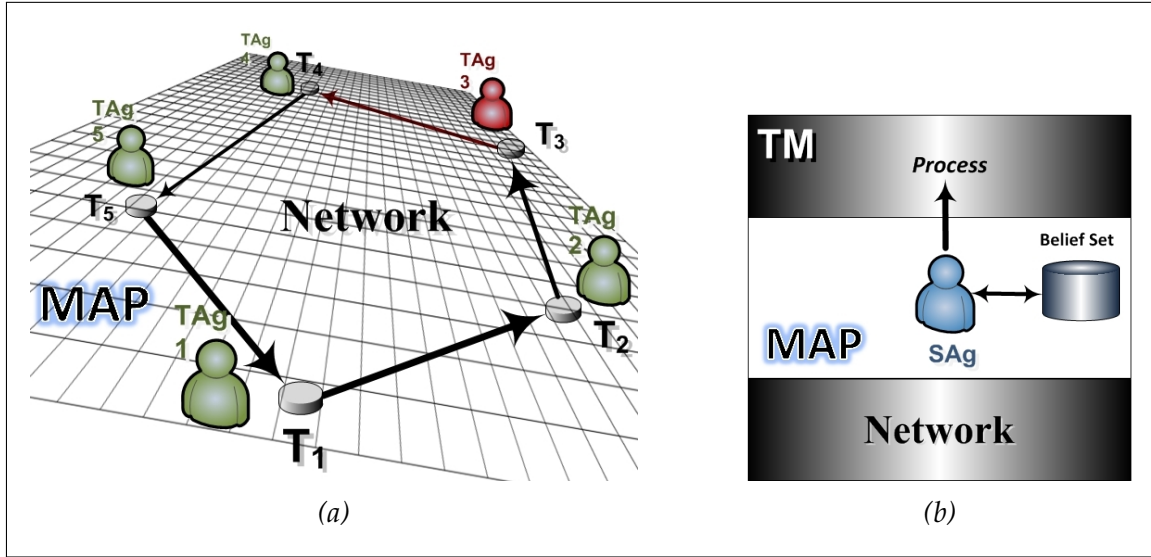 TAg
4
T4
TAg
3
T3
TAg
5
T5
Network
TAg
2
T2
MAP
TAg
1
T1
(a)
TM
Process
Belief Set
MAP
SAg
Network
(b)